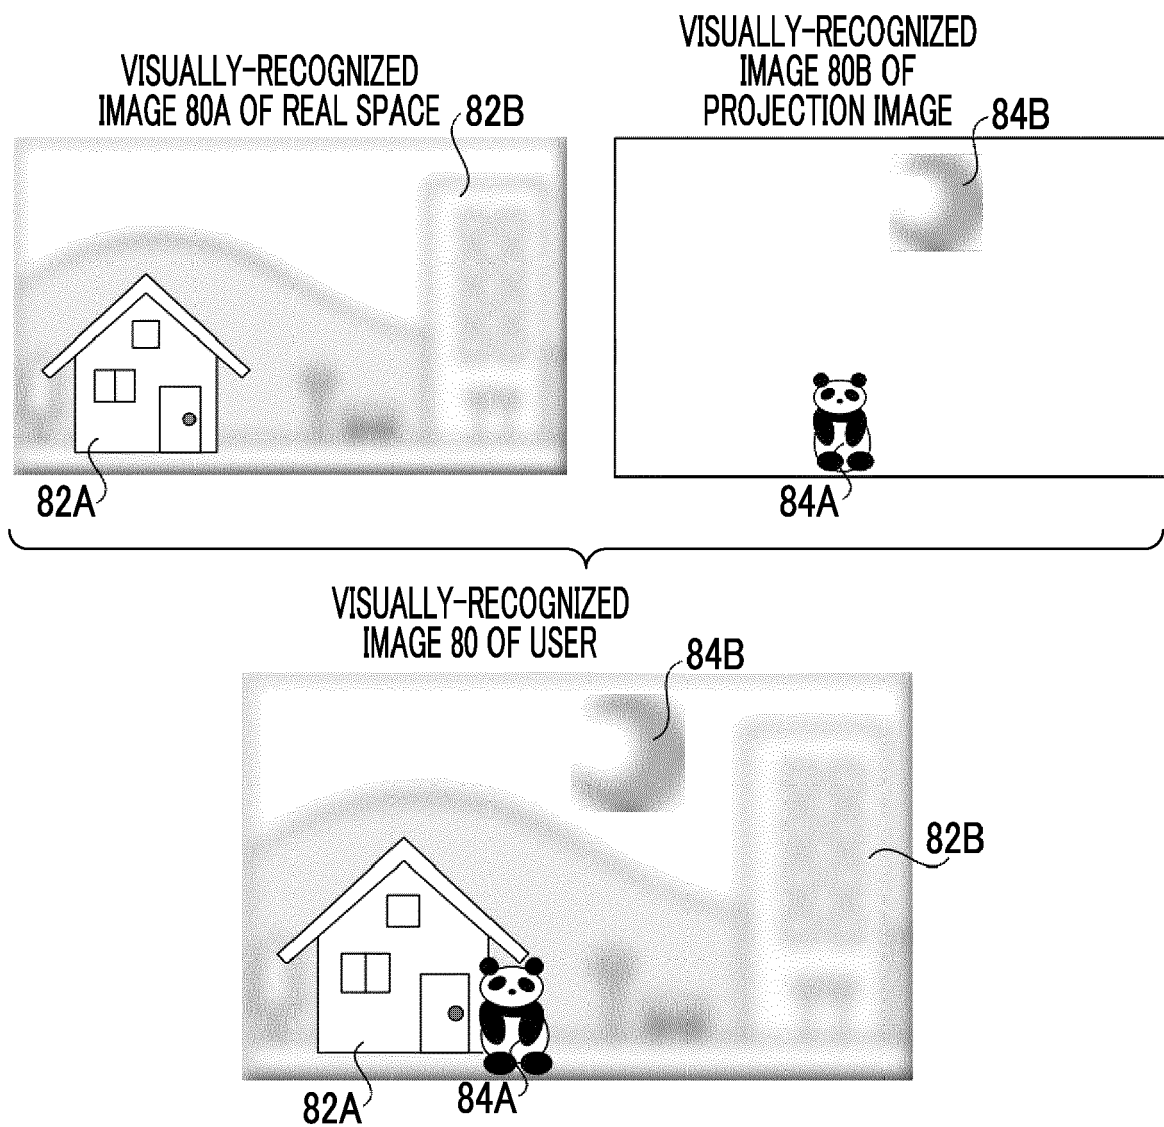 VISUALLY-RECOGNIZED
IMAGE 80A OF REAL SPACE
82B
82A
VISUALLY-RECOGNIZED
IMAGE 80B OF
PROJECTION IMAGE
84B
84A
VISUALLY-RECOGNIZED
IMAGE 80 OF USER
84B
82B
82A
84A